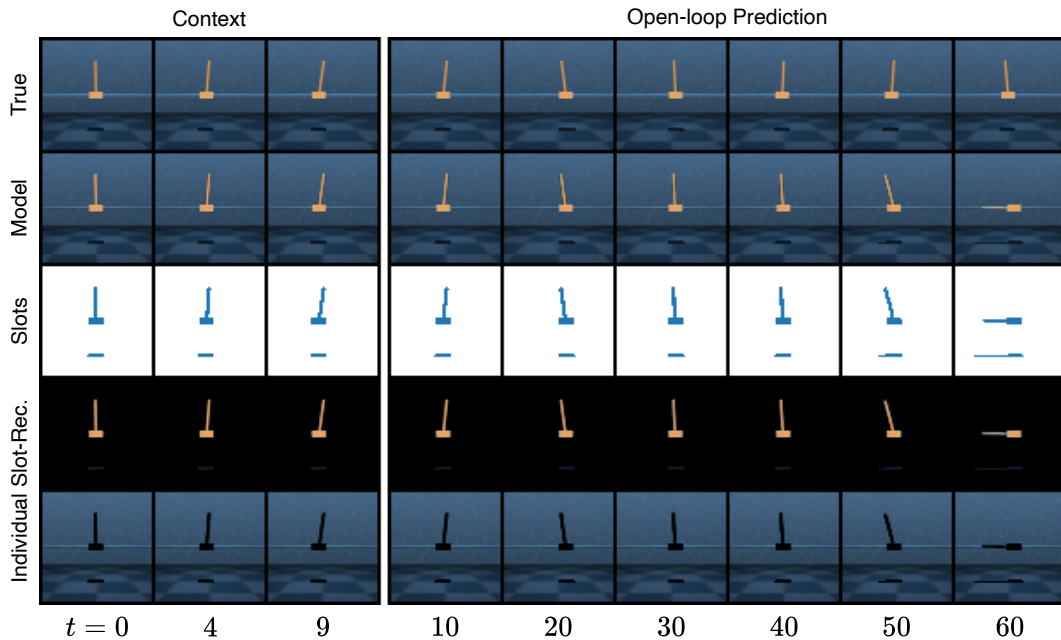 Context
Open-loop Prediction
True
Model
Slots
Individual Slot-Rec.
t = 0 4 9 10 20 30 40 50 60